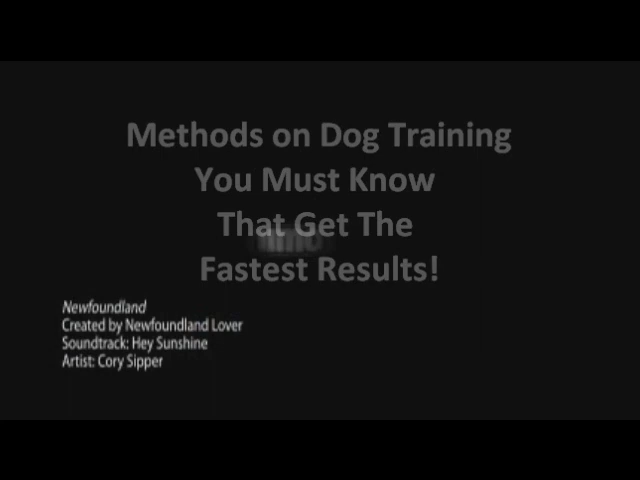 Methods on Dog Training
You Must Know
That Get The
Fastest Results!
Newfoundland
Created by Newfoundland Lover
Soundtrack: Hey Sunshine
Artist: Cory Sipper